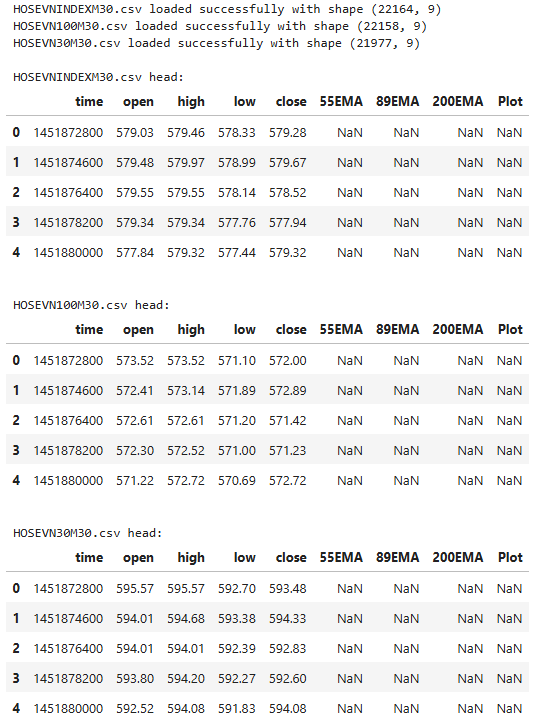 HOSEVNINDEXM30.csv loaded successfully with shape (22164, 9)
HOSEVN100M30.csv loaded successfully with shape (22158, 9)
HOSEVN30M30.csv loaded successfully with shape (21977, 9)
HOSEVNINDEXM30.csv head:
time open high low close 55EMA 89EMA 200EMA Plot
0 1451872800 579.03 579.46 578.33 579.28 NaN NaN NaN NaN
1 1451874600 579.48 579.97 578.99 579.67 NaN NaN NaN NaN
2 1451876400 579.55 579.55 578.14 578.52 NaN NaN NaN NaN
3 1451878200 579.34 579.34 577.76 577.94 NaN NaN NaN NaN
4 1451880000 577.84 579.32 577.44 579.32 NaN NaN NaN NaN
HOSEVN100M30.csv head:
time open high low close 55EMA 89EMA 200EMA Plot
0 1451872800 573.52 573.52 571.10 572.00 NaN NaN NaN NaN
1 1451874600 572.41 573.14 571.89 572.89 NaN NaN NaN NaN
2 1451876400 572.61 572.61 571.20 571.42 NaN NaN NaN NaN
3 1451878200 572.30 572.52 571.00 571.23 NaN NaN NaN NaN
4 1451880000 571.22 572.72 570.69 572.72 NaN NaN NaN NaN
HOSEVN30M30.csv head:
time open high low close 55EMA 89EMA 200EMA Plot
0 1451872800 595.57 595.57 592.70 593.48 NaN NaN NaN NaN
1 1451874600 594.01 594.68 593.38 594.33 NaN NaN NaN NaN
2 1451876400 594.01 594.01 592.39 592.83 NaN NaN NaN NaN
3 1451878200 593.80 594.20 592.27 592.60 NaN NaN NaN NaN
4 1451880000 592.52 594.08 591.83 594.08 NaN NaN NaN NaN